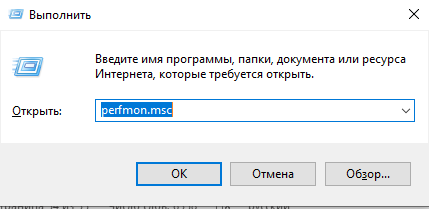 Выполнить
Введите имя программы, папки, документа или ресурса
Интернета, которые требуется открыть.
Открыть: perfmon.msc
ОК Отмена Обзор...